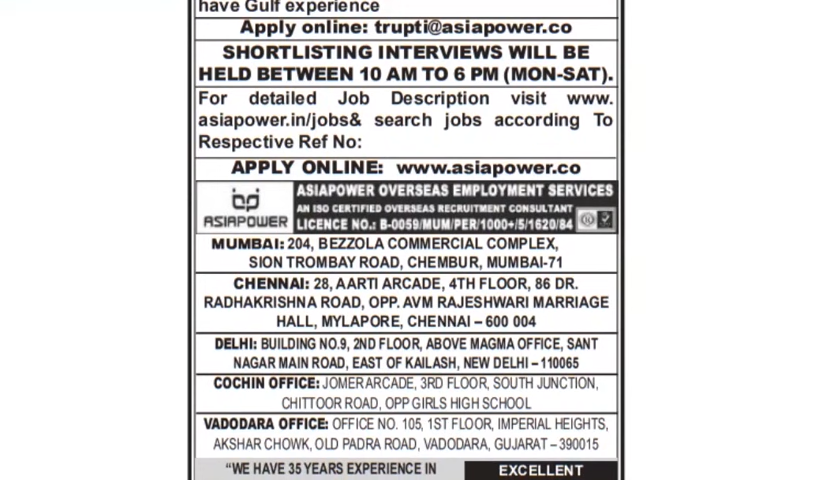 have Gulf experience
Apply online: trupti@asiapower.co
SHORTLISTING INTERVIEWS WILL BE
HELD BETWEEN 10 AM TO 6 PM (MON-SAT).
For detailed Job Description visit www.
asiapower.in/jobs& search jobs according To
Respective Ref No:
APPLY ONLINE: www.asiapower.co
ASIAPOWER
ASIAPOWER OVERSEAS EMPLOYMENT SERVICES
AN ISO CERTIFIED OVERSEAS RECRUITMENT CONSULTANT
LICENCE NO.: B-0059/MUM/PER/1000+/5/1620/84
MUMBAI: 204, BEZZOLA COMMERCIAL COMPLEX,
SION TROMBAY ROAD, CHEMBUR, MUMBAI-71
CHENNAI: 28, AARTI ARCADE, 4TH FLOOR, 86 DR.
RADHAKRISHNA ROAD, OPP. AVM RAJESHWARI MARRIAGE
HALL, MYLAPORE, CHENNAI – 600 004
DELHI: BUILDING NO.9, 2ND FLOOR, ABOVE MAGMA OFFICE, SANT
NAGAR MAIN ROAD, EAST OF KAILASH, NEW DELHI – 110065
COCHIN OFFICE: JOMER ARCADE, 3RD FLOOR, SOUTH JUNCTION,
CHITTOOR ROAD, OPP GIRLS HIGH SCHOOL
VADODARA OFFICE: OFFICE NO. 105, 1ST FLOOR, IMPERIAL HEIGHTS,
AKSHAR CHOWK, OLD PADRA ROAD, VADODARA, GUJARAT – 390015
“WE HAVE 35 YEARS EXPERIENCE IN
EXCELLENT